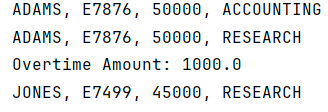 ADAMS, E7876, 50000, ACCOUNTING
ADAMS, E7876, 50000, RESEARCH
Overtime Amount: 1000.0
JONES, E7499, 45000, RESEARCH